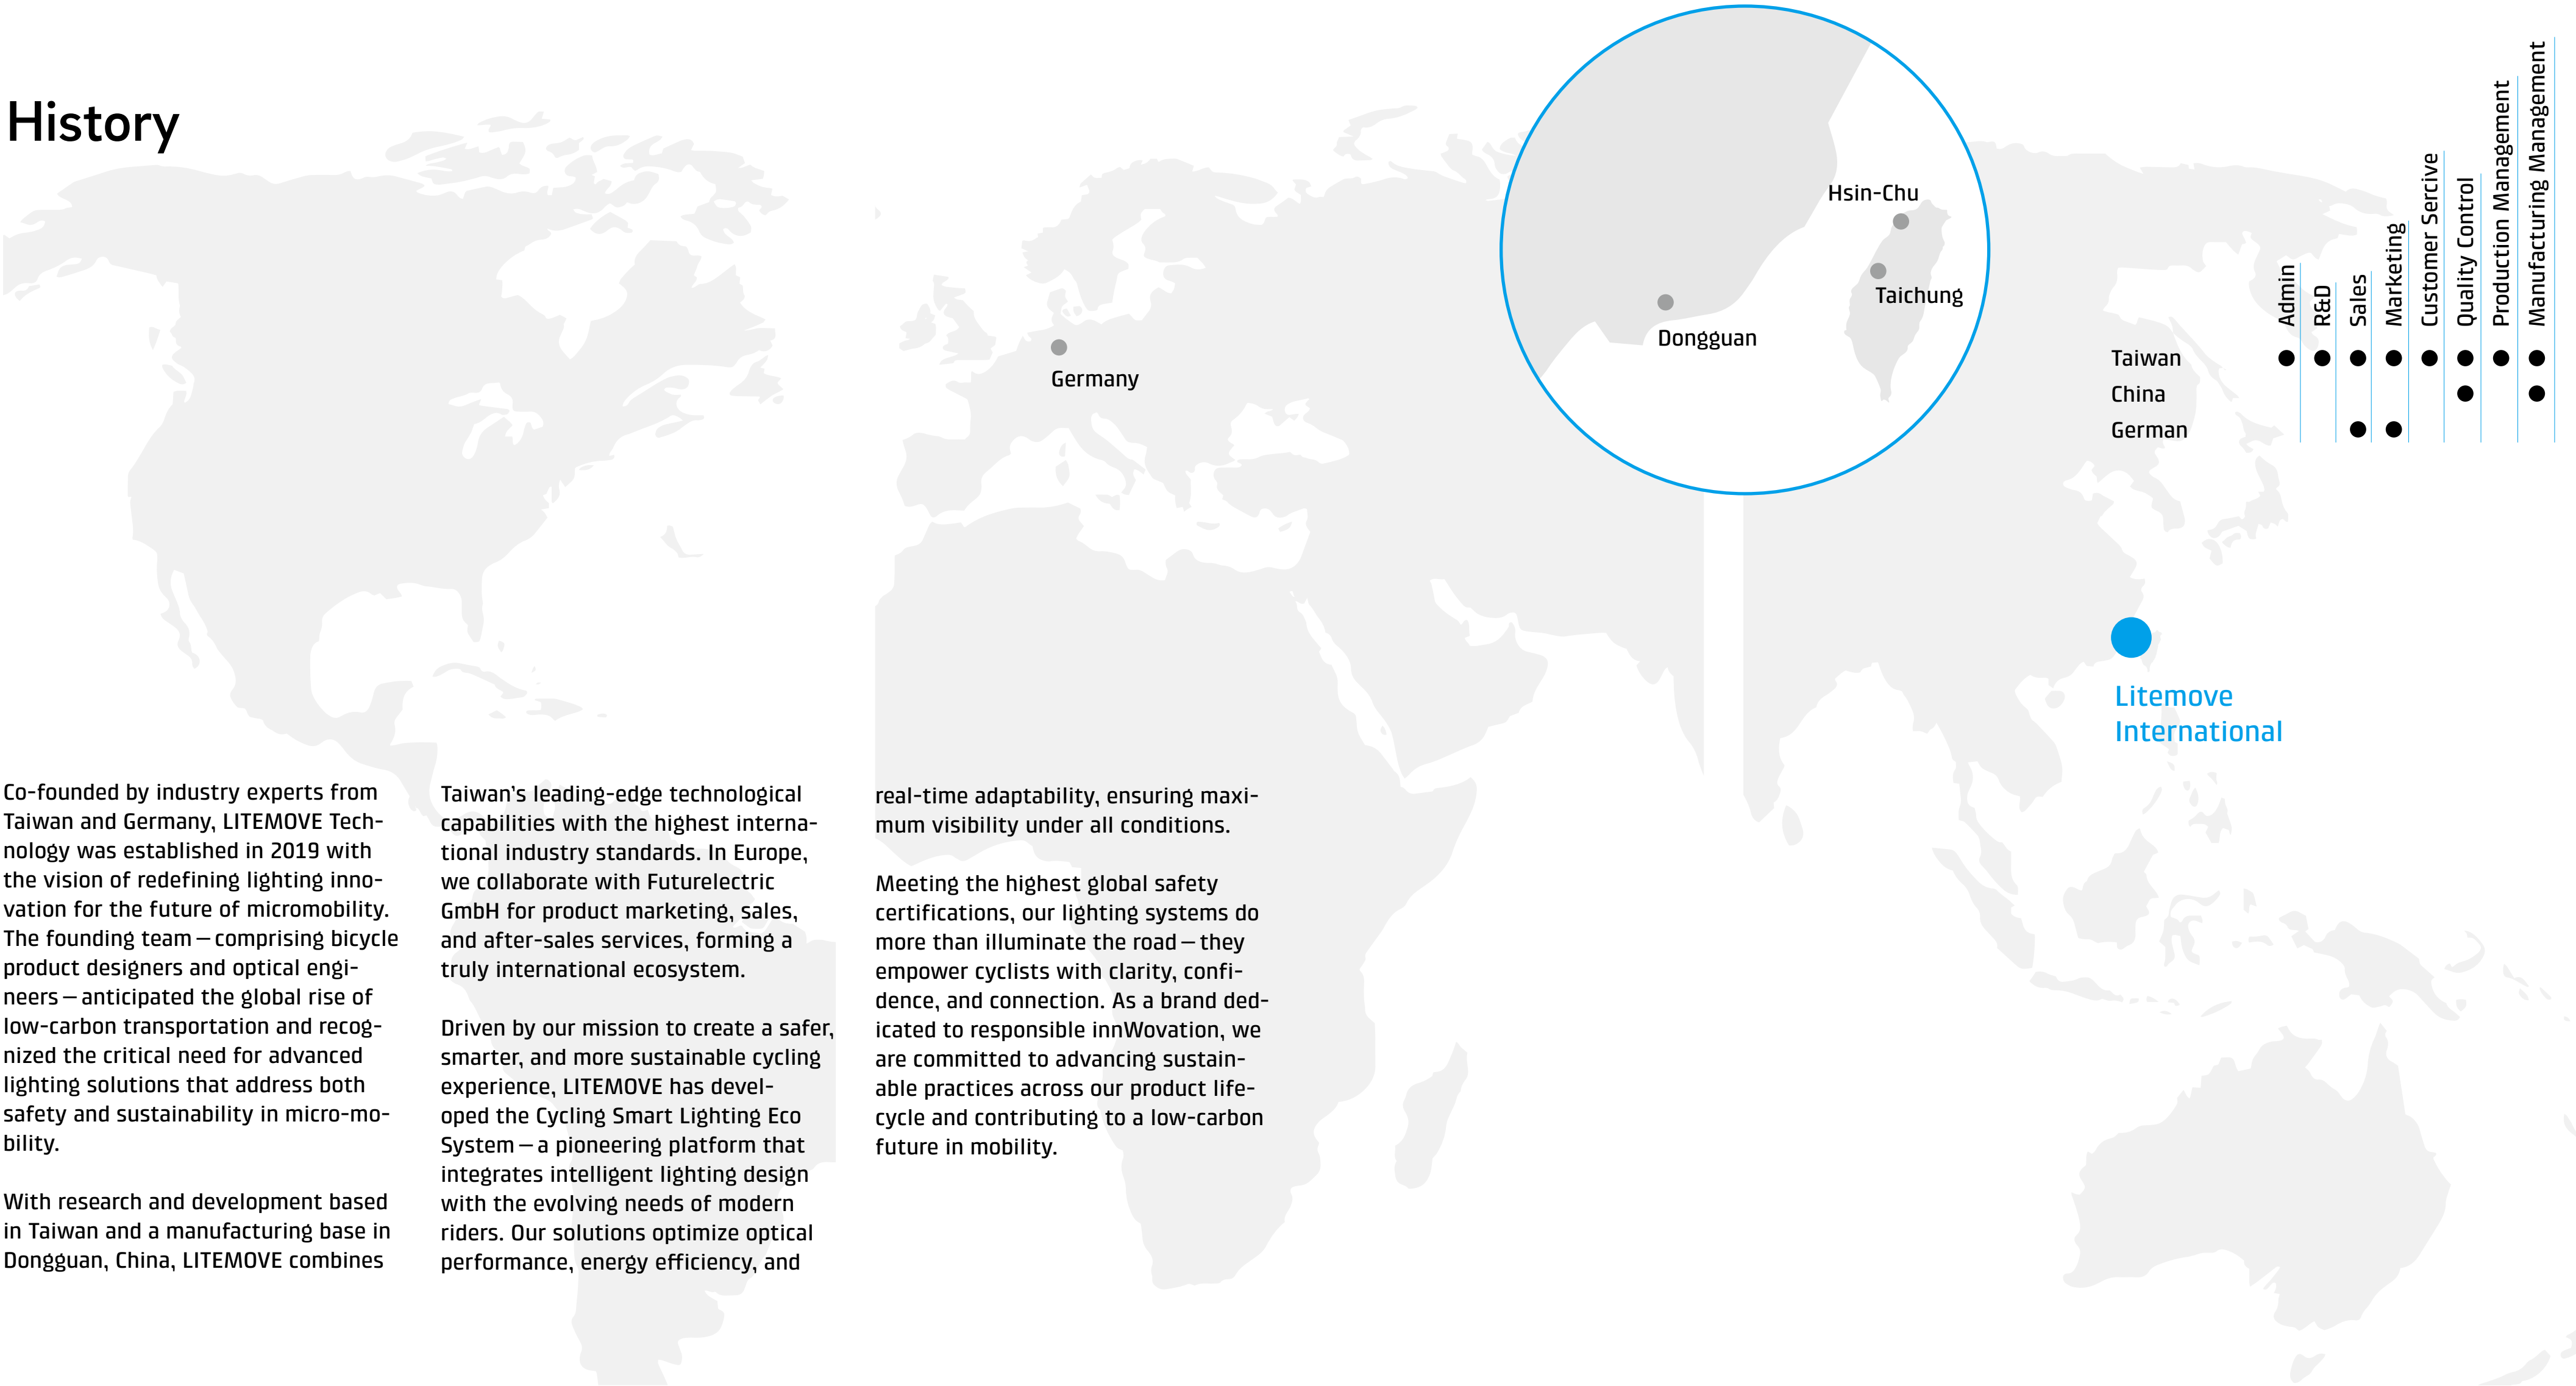 History
Hsin-Chu
Taichung
Dongguan
Germany
Admin
R&D
Sales
Marketing
Customer Sercive
Quality Control
Production Management
Manufacturing Management
Taiwan
China
German
Litemove
International
Co-founded by industry experts from
Taiwan and Germany, LITEMOVE Tech-
nology was established in 2019 with
the vision of redefining lighting inno-
vation for the future of micromobility.
The founding team – comprising bicycle
product designers and optical engi-
neers – anticipated the global rise of
low-carbon transportation and recog-
nized the critical need for advanced
lighting solutions that address both
safety and sustainability in micro-mo-
bility.
With research and development based
in Taiwan and a manufacturing base in
Dongguan, China, LITEMOVE combines
Taiwan’s leading-edge technological
capabilities with the highest interna-
tional industry standards. In Europe,
we collaborate with Futurelectric
GmbH for product marketing, sales,
and after-sales services, forming a
truly international ecosystem.
Driven by our mission to create a safer,
smarter, and more sustainable cycling
experience, LITEMOVE has devel-
oped the Cycling Smart Lighting Eco
System – a pioneering platform that
integrates intelligent lighting design
with the evolving needs of modern
riders. Our solutions optimize optical
performance, energy efficiency, and
real-time adaptability, ensuring maxi-
mum visibility under all conditions.
Meeting the highest global safety
certifications, our lighting systems do
more than illuminate the road – they
empower cyclists with clarity, confi-
dence, and connection. As a brand ded-
icated to responsible innWovation, we
are committed to advancing sustain-
able practices across our product life-
cycle and contributing to a low-carbon
future in mobility.